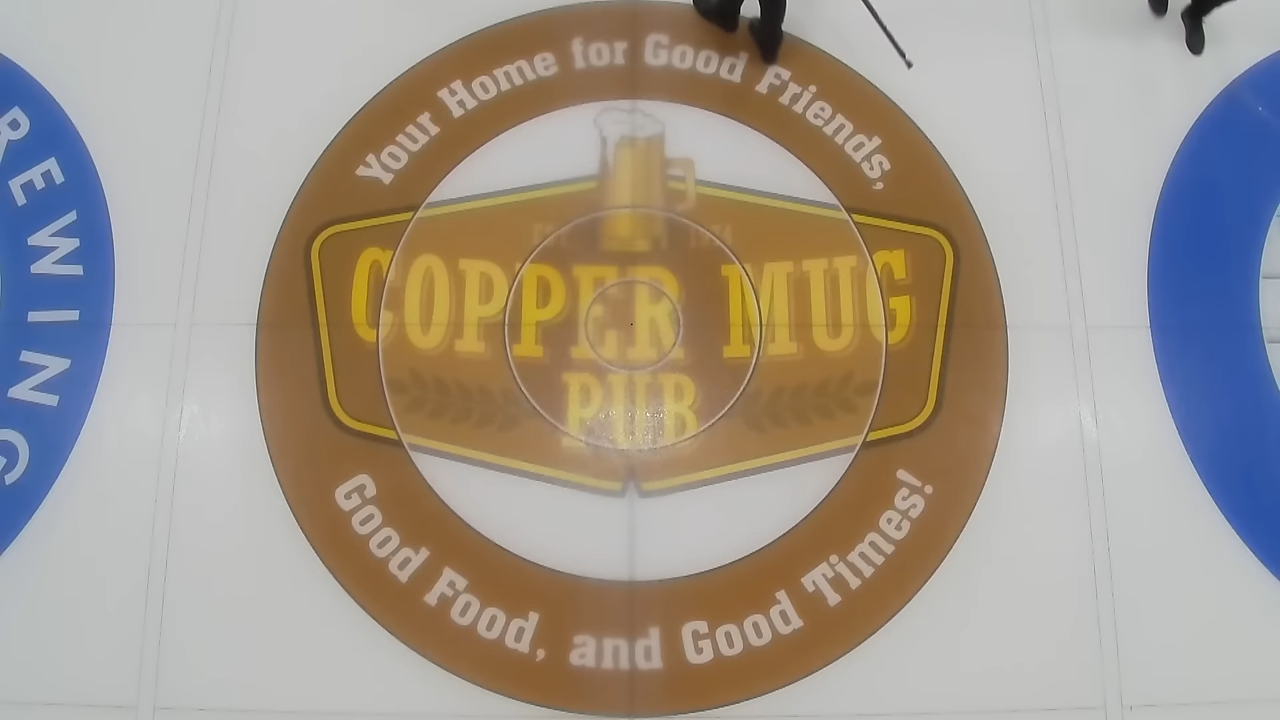 Your Home for Good Friends,
COPPER MUG
PUB
Good Food, and Good Times!
REWING